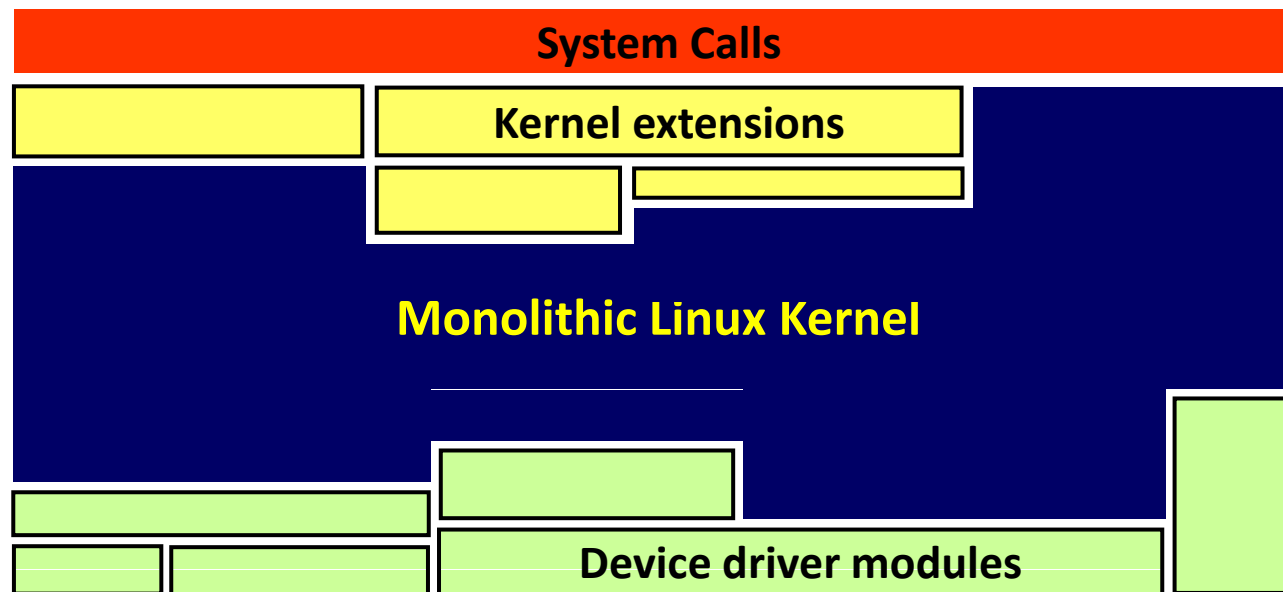 System Calls
Kernel extensions
Monolithic Linux Kernel
Device driver modules